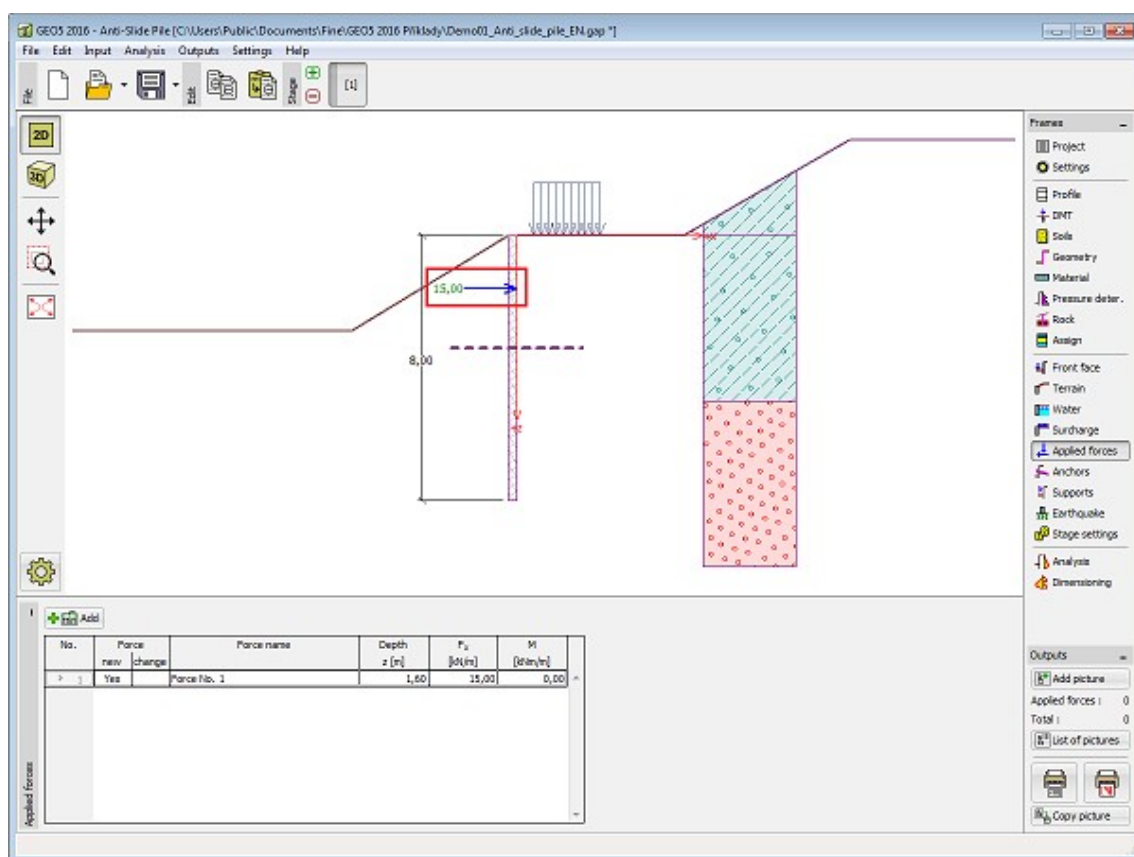 GEO5 2016 - Anti-Slide Pile [C:\Users\Public\Documents\Fine\GEO5 2016 Příklady\Demo01_Anti_slide_pile_EN.gap *]
File Edit Input Analysis Outputs Settings Help
File
Edit
Stage
[1]
2D
3D
15,00
8,00
x
z
Frames
Project
Settings
Profile
DMT
Soils
Geometry
Material
Pressure deter.
Rock
Assign
Front face
Terrain
Water
Surcharge
Applied forces
Anchors
Supports
Earthquake
Stage settings
Analysis
Dimensioning
Applied forces
Add
No. Force Force name Depth Fx M
new change z [m] [kN/m] [kNm/m]
> 1 Yes Force No. 1 1,60 15,00 0,00
Outputs
Add picture
Applied forces : 0
Total : 0
List of pictures
Copy picture